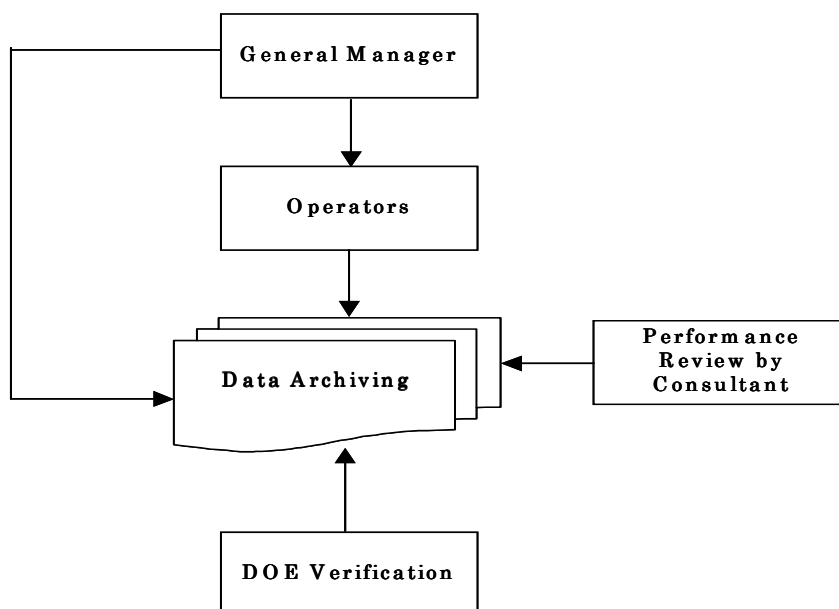 General Manager
Operators
Data Archiving
Performance
Review by
Consultant
DOE Verification